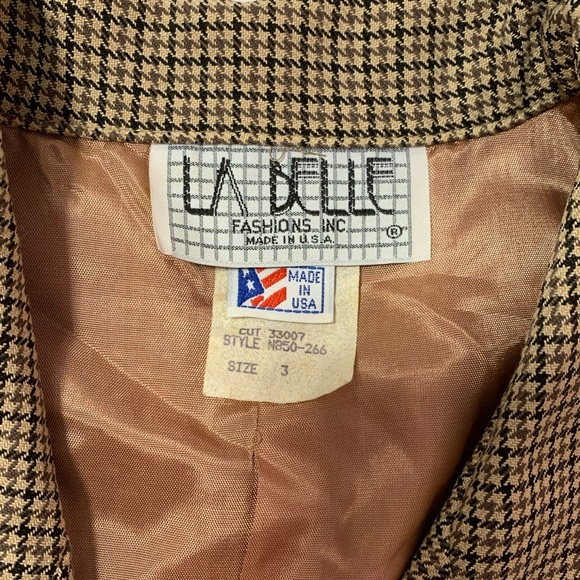 LA BELLE
FASHIONS, INC.
MADE IN U.S.A.
®
MADE
IN
USA
CUT 33007
STYLE N850-266
SIZE 3